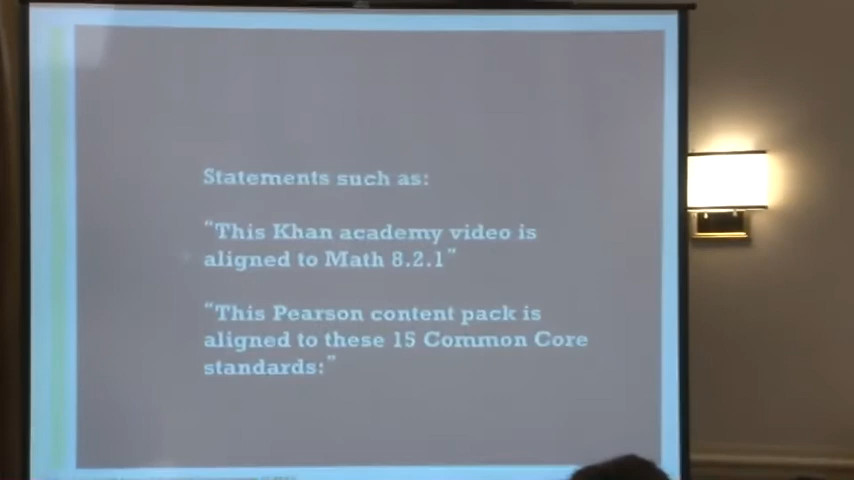 Statements such as:
"This Khan academy video is
aligned to Math 8.2.1"
"This Pearson content pack is
aligned to these 15 Common Core
standards:"